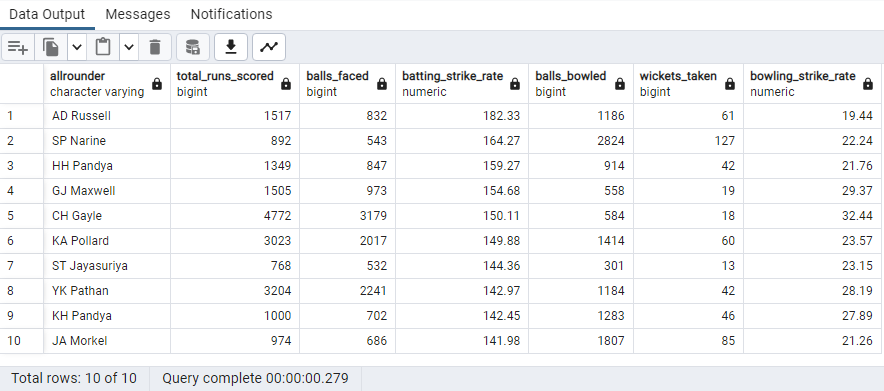 Data Output Messages Notifications
allrounder total_runs_scored balls_faced batting_strike_rate balls_bowled wickets_taken bowling_strike_rate
character varying bigint bigint numeric bigint bigint numeric
1 AD Russell 1517 832 182.33 1186 61 19.44
2 SP Narine 892 543 164.27 2824 127 22.24
3 HH Pandya 1349 847 159.27 914 42 21.76
4 GJ Maxwell 1505 973 154.68 558 19 29.37
5 CH Gayle 4772 3179 150.11 584 18 32.44
6 KA Pollard 3023 2017 149.88 1414 60 23.57
7 ST Jayasuriya 768 532 144.36 301 13 23.15
8 YK Pathan 3204 2241 142.97 1184 42 28.19
9 KH Pandya 1000 702 142.45 1283 46 27.89
10 JA Morkel 974 686 141.98 1807 85 21.26
Total rows: 10 of 10 Query complete 00:00:00.279